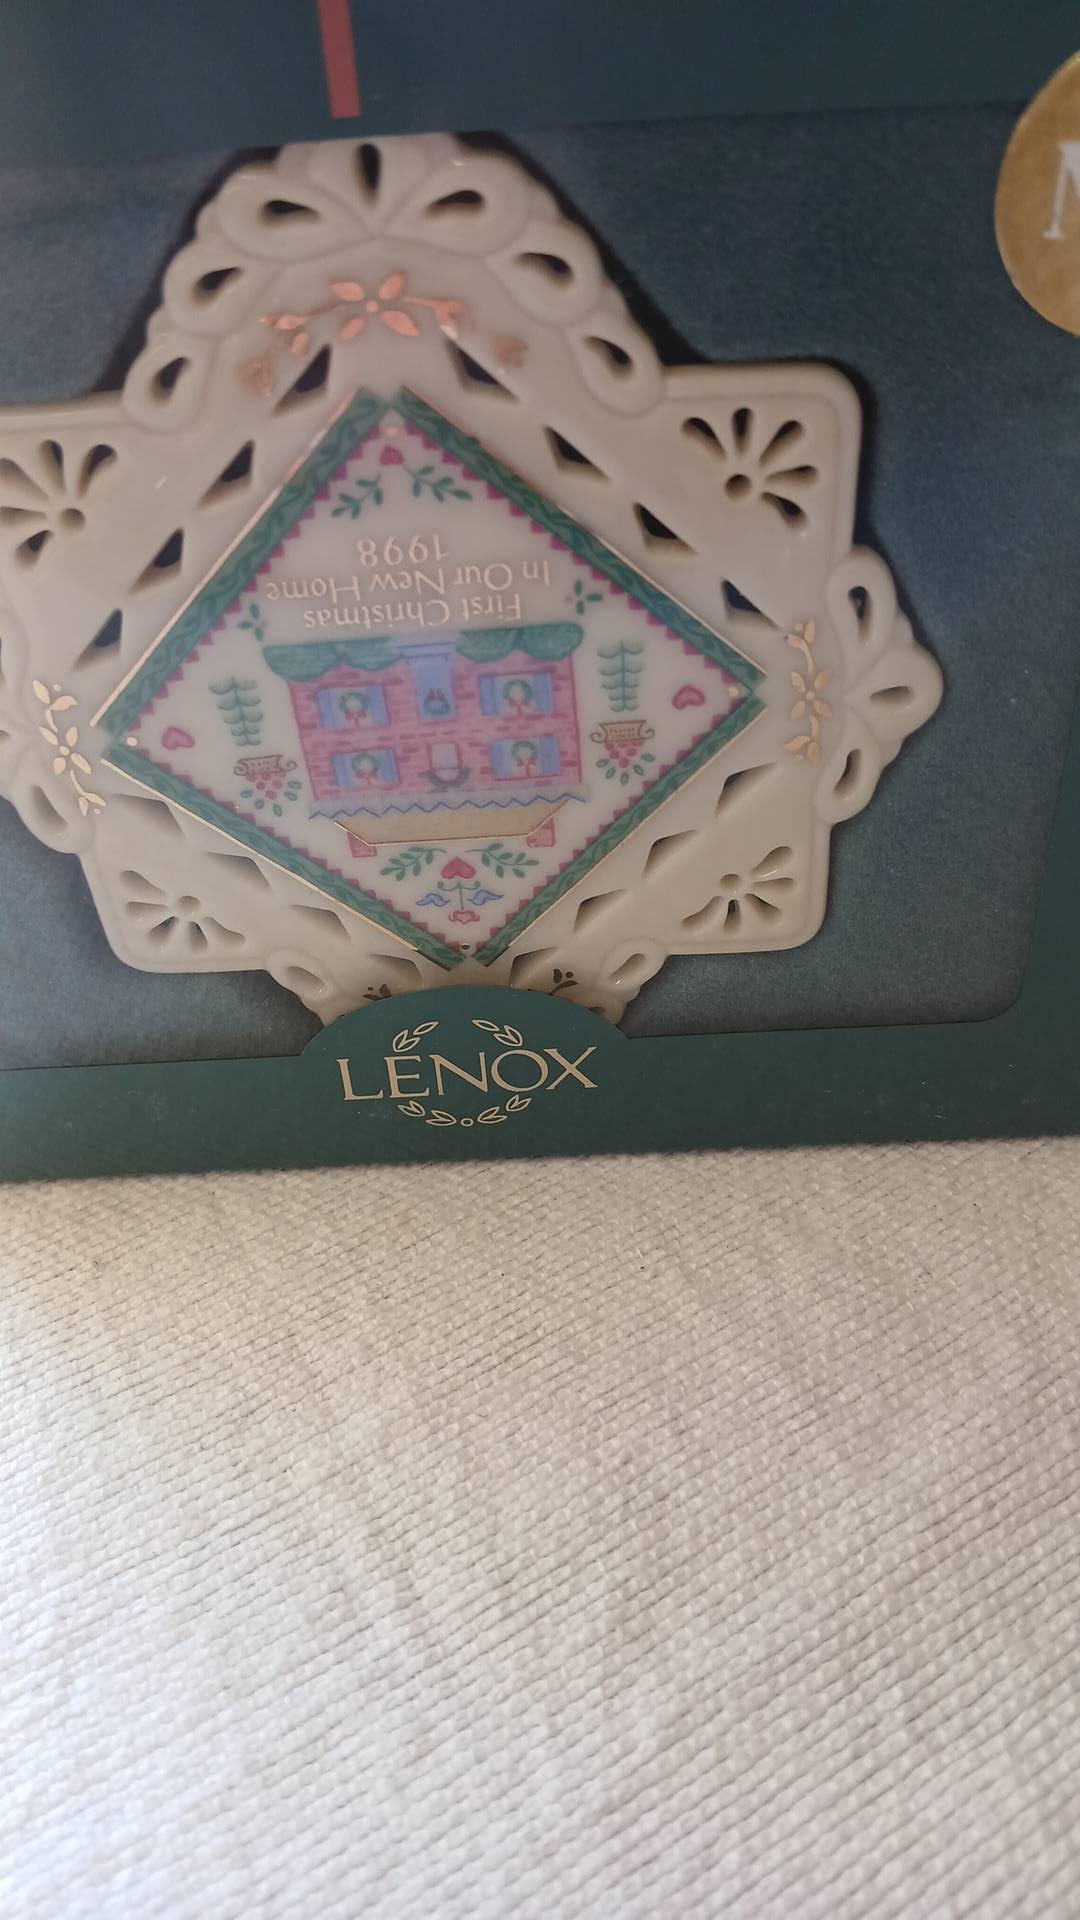 First Christmas
In Our New Home
1998
LENOX